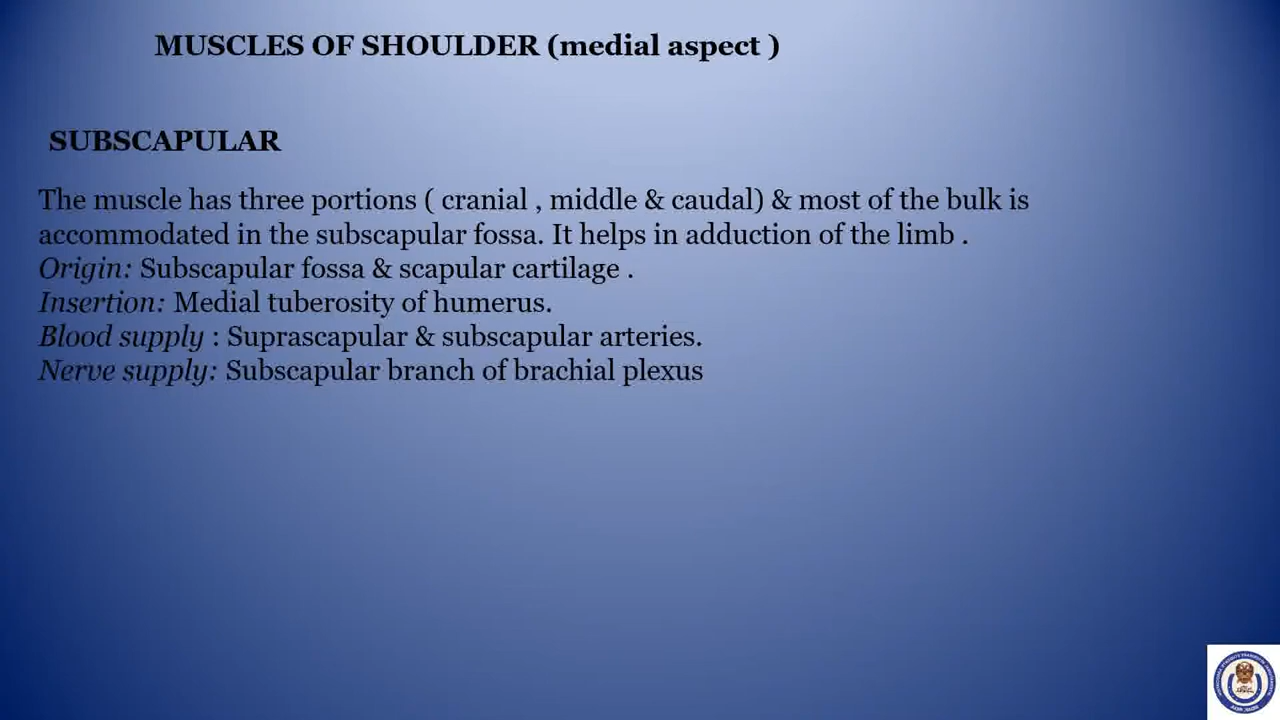 MUSCLES OF SHOULDER (medial aspect )
SUBSCAPULAR
The muscle has three portions ( cranial , middle & caudal) & most of the bulk is
accommodated in the subscapular fossa. It helps in adduction of the limb .
Origin: Subscapular fossa & scapular cartilage .
Insertion: Medial tuberosity of humerus.
Blood supply : Suprascapular & subscapular arteries.
Nerve supply: Subscapular branch of brachial plexus